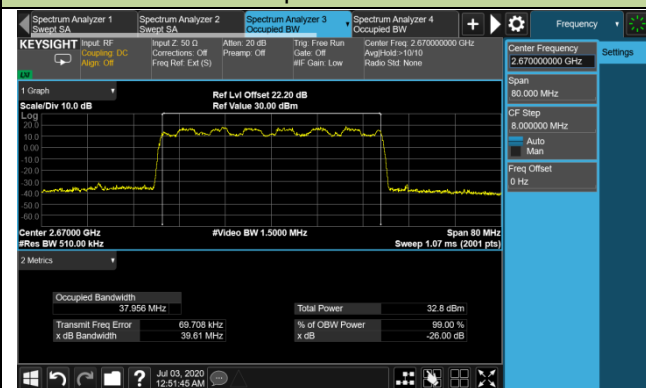 Spectrum Analyzer 1
Swept SA
Spectrum Analyzer 2
Swept SA
Spectrum Analyzer 3
Occupied BW
Spectrum Analyzer 4
Occupied BW
Frequency
KEYSIGHT
Input: RF
Coupling: DC
Align: Off
Input Z: 50 Ω
Corrections: Off
Freq Ref: Ext (S)
Atten: 20 dB
Preamp: Off
Trig: Free Run
Gate: Off
#IF Gain: Low
Center Freq: 2.670000000 GHz
Avg|Hold:>10/10
Radio Std: None
LXI
Center Frequency
2.670000000 GHz
Settings
Span
80.000 MHz
CF Step
8.000000 MHz
Auto
Man
Freq Offset
0 Hz
1 Graph
Scale/Div 10.0 dB
Ref Lvl Offset 22.20 dB
Ref Value 30.00 dBm
Log
20.0
10.0
0.00
-10.0
-20.0
-30.0
-40.0
-50.0
-60.0
Center 2.67000 GHz
#Video BW 1.5000 MHz
Span 80 MHz
#Res BW 510.00 kHz
Sweep 1.07 ms (2001 pts)
2 Metrics
Occupied Bandwidth
37.956 MHz
Total Power
32.8 dBm
Transmit Freq Error
69.708 kHz
% of OBW Power
99.00 %
x dB Bandwidth
39.61 MHz
x dB
-26.00 dB
Jul 03, 2020
12:51:45 AM